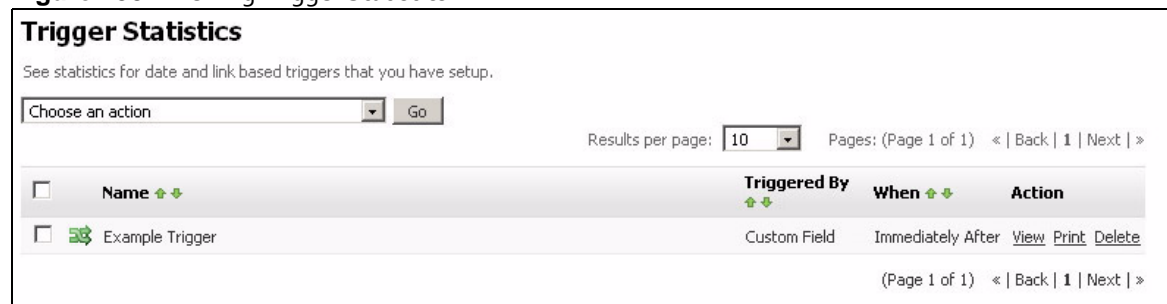 Trigger Statistics
See statistics for date and link based triggers that you have setup.
Choose an action Go
Results per page: 10 Pages: (Page 1 of 1) « | Back | 1 | Next | »
Name Triggered By When Action
Example Trigger Custom Field Immediately After View Print Delete
(Page 1 of 1) « | Back | 1 | Next | »